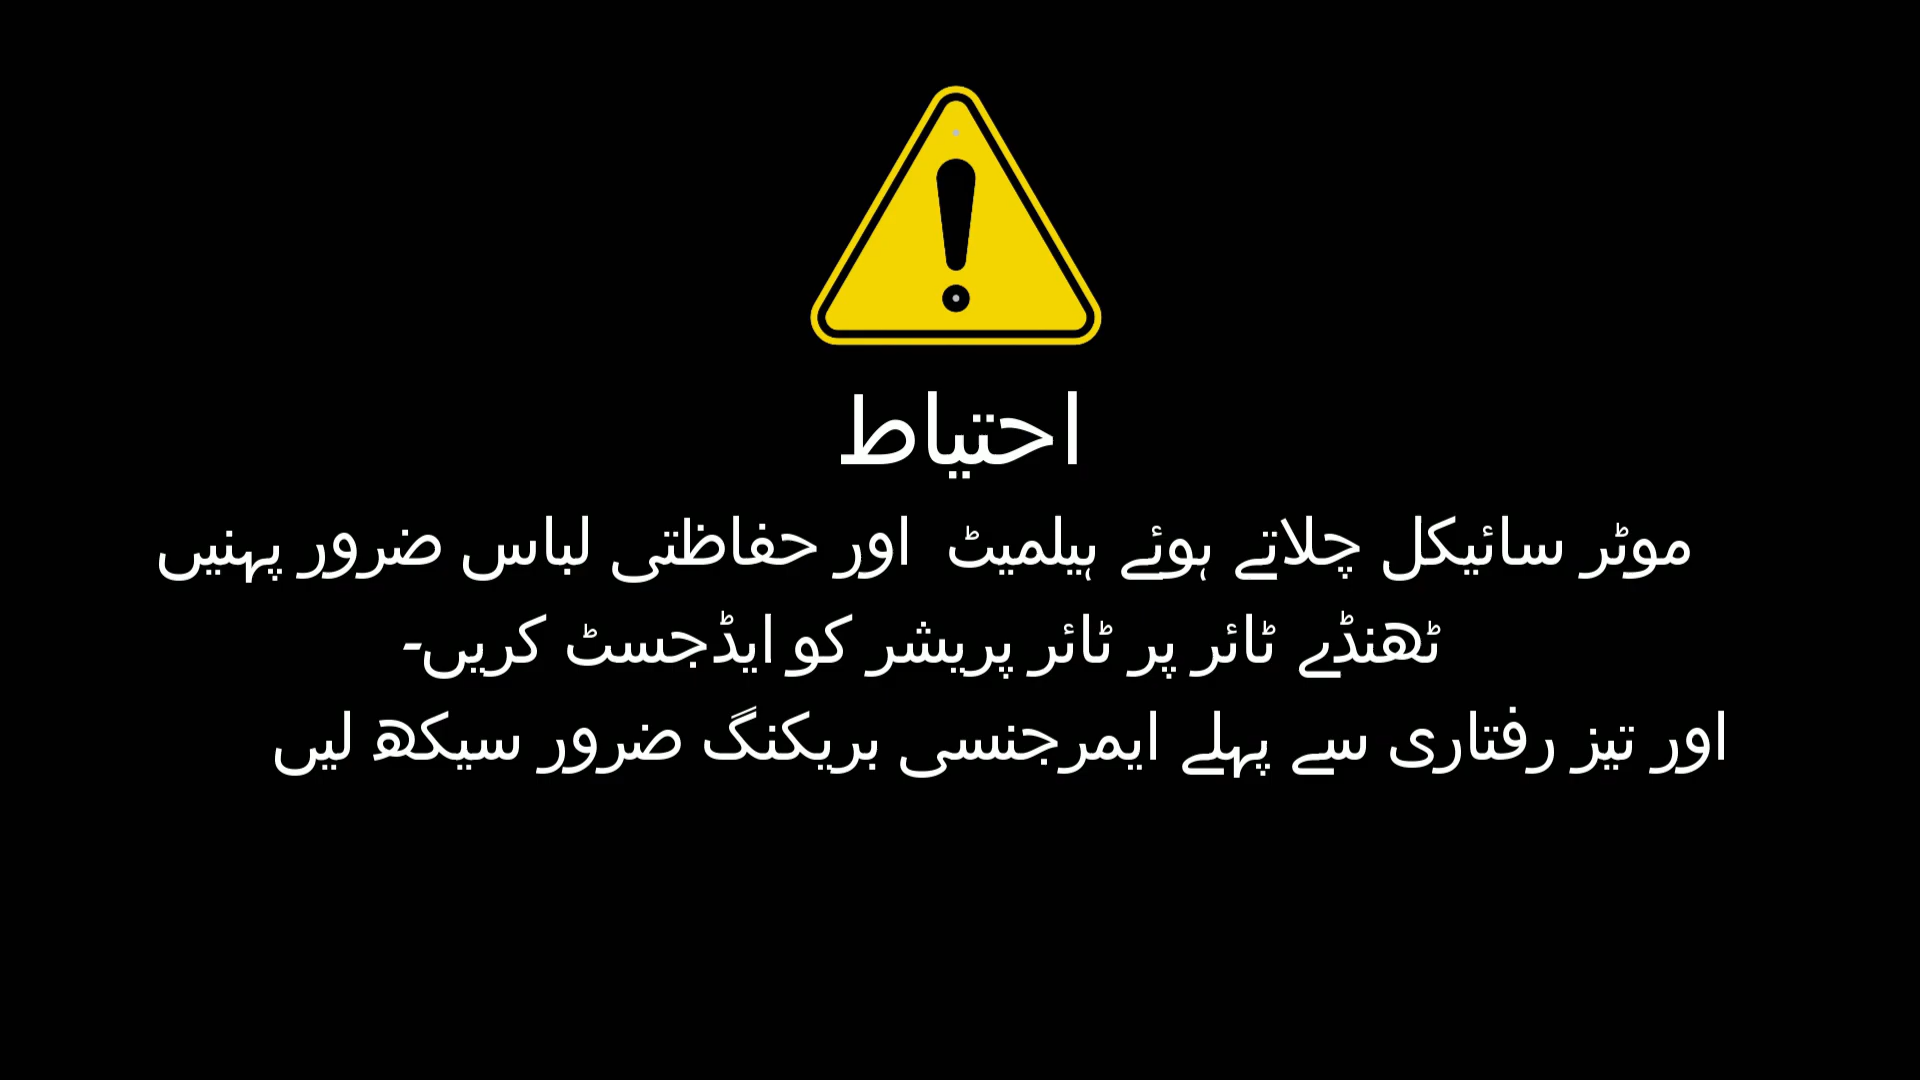 احتیاط
موٹر سائیکل چلاتے ہوئے ہیلمیٹ اور حفاظتی لباس ضرور پہنیں
ٹھنڈے ٹائر پر ٹائر پریشر کو ایڈجسٹ کریں۔
اور تیز رفتاری سے پہلے ایمرجنسی بریکنگ ضرور سیکھ لیں